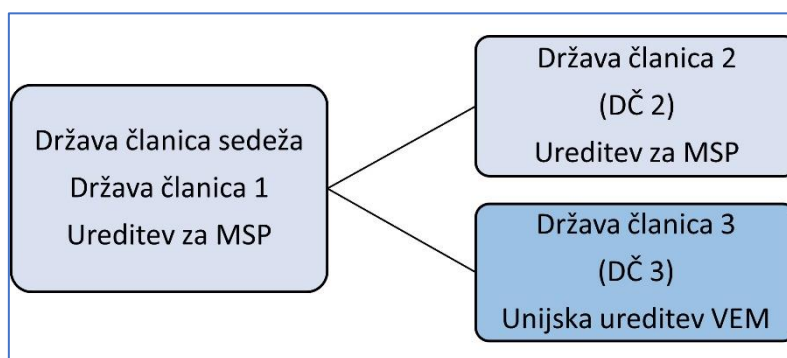 Država članica sedeža
Država članica 1
Ureditev za MSP
Država članica 2
(DČ 2)
Ureditev za MSP
Država članica 3
(DČ 3)
Unijska ureditev VEM